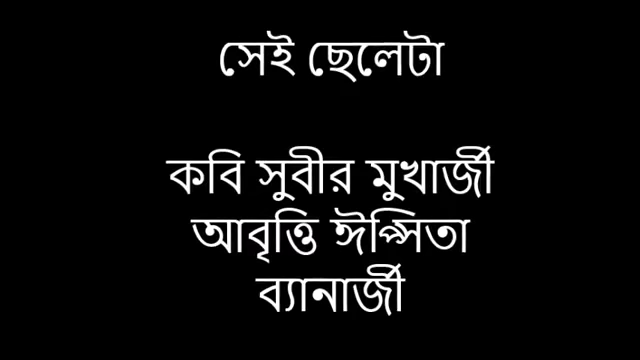 সেই ছেলেটা
কবি সুবীর মুখার্জী
আবৃত্তি ঈপ্সিতা
ব্যানার্জী